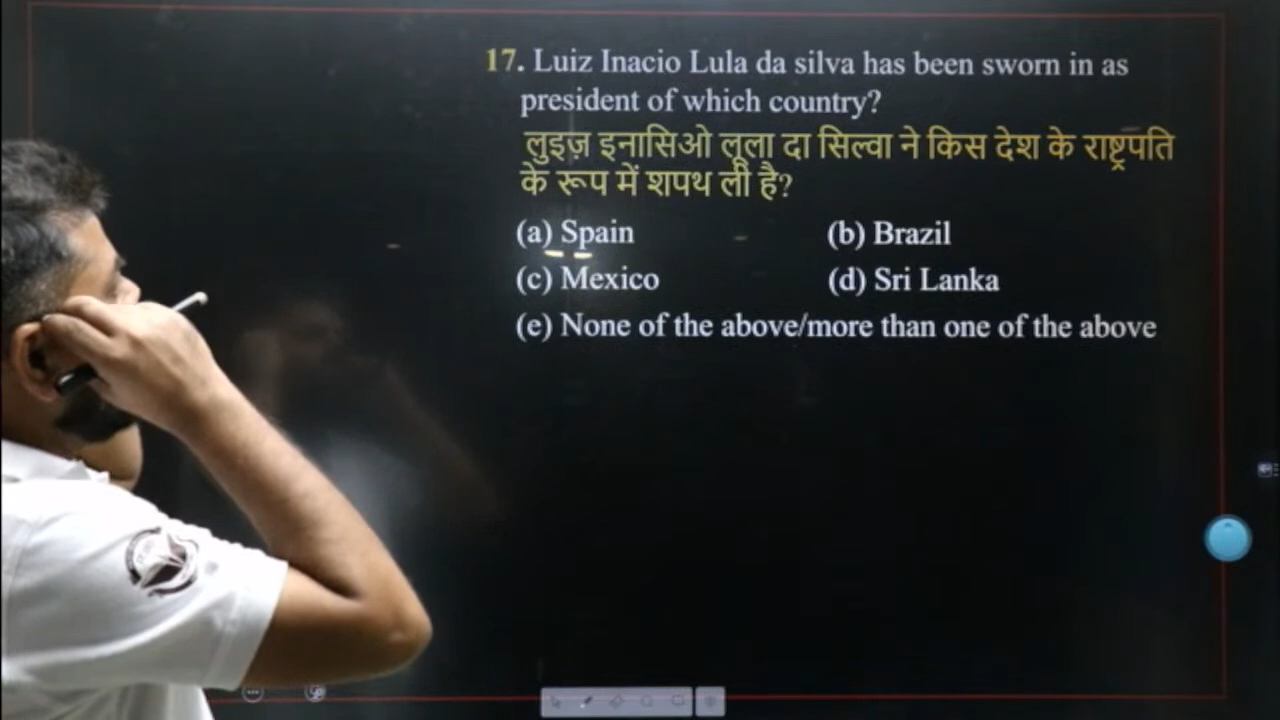 17. Luiz Inacio Lula da silva has been sworn in as
president of which country?
लुइज़ इनासिओ लूला दा सिल्वा ने किस देश के राष्ट्रपति
के रूप में शपथ ली है?
(a) Spain (b) Brazil
(c) Mexico (d) Sri Lanka
(e) None of the above/more than one of the above